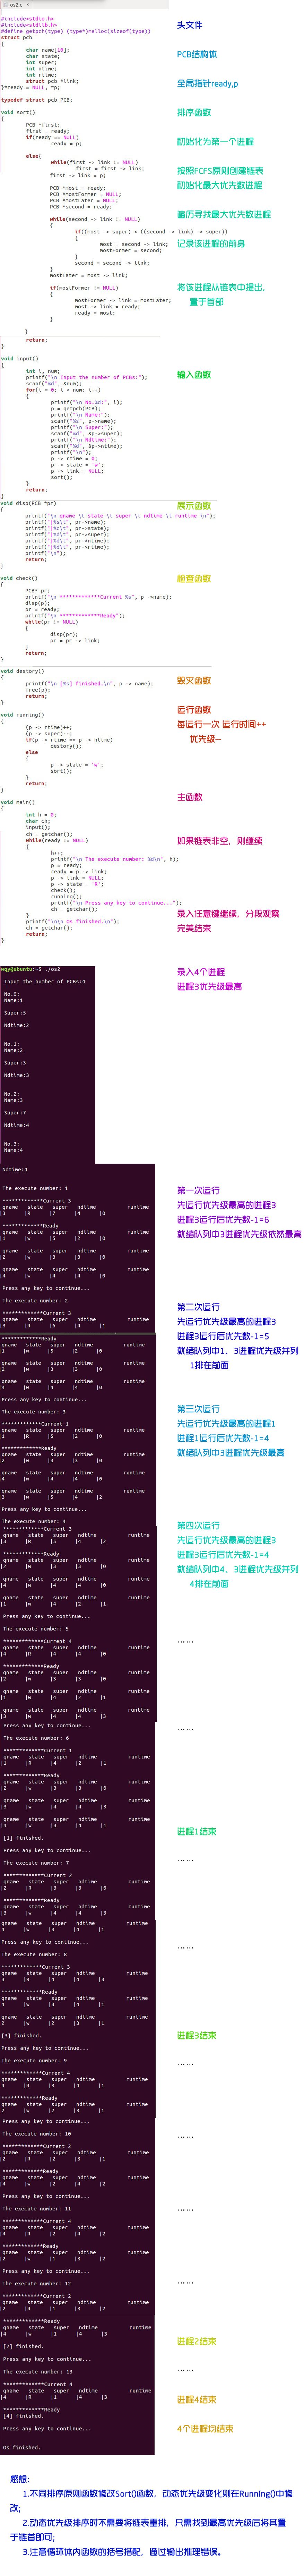 os2.c ×
#include<stdio.h>
头文件
#include<stdlib.h>
#define getpch(type) (type*)malloc(sizeof(type))
struct pcb
{
PCB结构体
char name[10];
char state;
int super;
int ntime;
int rtime;
struct pcb *link;
全局指针ready,p
}*ready = NULL, *p;
typedef struct pcb PCB;
void sort()
排序函数
{
PCB *first;
first = ready;
if(ready == NULL)
初始化为第一个进程
ready = p;
else{
while(first -> link != NULL)
first = first -> link;
按照FCFS原则创建链表
first -> link = p;
PCB *most = ready;
初始化最大优先数进程
PCB *mostFormer = NULL;
PCB *mostLater = NULL;
PCB *second = ready;
遍历寻找最大优先数进程
while(second -> link != NULL)
{
if((most -> super) < ((second -> link) -> super))
{
记录该进程的前身
most = second -> link;
mostFormer = second;
}
second = second -> link;
}
mostLater = most -> link;
将该进程从链表中提出,
置于首部
if(mostFormer != NULL)
{
mostFormer -> link = mostLater;
most -> link = ready;
ready = most;
}
}
return;
}
void input()
输入函数
{
int i, num;
printf("\n Input the number of PCBs:");
scanf("%d", &num);
for(i = 0; i < num; i++)
{
printf("\n No.%d:", i);
p = getpch(PCB);
printf("\n Name:");
scanf("%s", p->name);
printf("\n Super:");
scanf("%d", &p->super);
printf("\n Ndtime:");
scanf("%d", &p->ntime);
printf("\n");
p -> rtime = 0;
p -> state = 'w';
p -> link = NULL;
sort();
}
return;
}
void disp(PCB *pr)
展示函数
{
printf("\n qname \t state \t super \t ndtime \t runtime \n");
printf("|%s\t", pr->name);
printf("|%c\t", pr->state);
printf("|%d\t", pr->super);
printf("|%d\t", pr->ntime);
printf("|%d\t", pr->rtime);
printf("\n");
return;
}
void check()
检查函数
{
PCB* pr;
printf("\n *************Current %s", p ->name);
disp(p);
pr = ready;
printf("\n *************Ready");
while(pr != NULL)
{
disp(pr);
pr = pr -> link;
}
return;
}
void destory()
毁灭函数
{
printf("\n [%s] finished.\n", p -> name);
free(p);
return;
}
void running()
运行函数
{
每运行一次 运行时间++
优先级--
(p -> rtime)++;
(p -> super)--;
if(p -> rtime == p -> ntime)
destory();
else
{
p -> state = 'w';
sort();
}
return;
}
void main()
主函数
{
int h = 0;
char ch;
input();
ch = getchar();
while(ready != NULL)
如果链表非空, 则继续
{
h++;
printf("\n The execute number: %d\n", h);
p = ready;
ready = p -> link;
p -> link = NULL;
p -> state = 'R';
check();
running();
printf("\n Press any key to continue...");
ch = getchar();
录入任意键继续, 分段观察
}
printf("\n\n Os finished.\n");
完美结束
ch = getchar();
return;
}
wqy@ubuntu:~$ ./os2
录入4个进程
进程3优先级最高
Input the number of PCBs:4
No.0:
Name:1
Super:5
Ndtime:2
No.1:
Name:2
Super:3
Ndtime:3
No.2:
Name:3
Super:7
Ndtime:4
No.3:
Name:4
Ndtime:4
The execute number: 1
第一次运行
先运行优先级最高的进程3
进程3运行后优先数-1=6
就绪队列中3进程优先级依然最高
*************Current 3
qname state super ndtime runtime
|3 |R |7 |4 |0
*************Ready
qname state super ndtime runtime
|1 |w |5 |2 |0
qname state super ndtime runtime
|2 |w |3 |3 |0
qname state super ndtime runtime
|4 |w |4 |4 |0
Press any key to continue...
The execute number: 2
第二次运行
先运行优先级最高的进程3
进程3运行后优先数-1=5
就绪队列中1、3进程优先级并列
1排在前面
*************Current 3
qname state super ndtime runtime
|3 |R |6 |4 |1
*************Ready
qname state super ndtime runtime
|1 |w |5 |2 |0
qname state super ndtime runtime
|2 |w |3 |3 |0
qname state super ndtime runtime
|4 |w |4 |4 |0
Press any key to continue...
The execute number: 3
第三次运行
先运行优先级最高的进程1
进程1运行后优先数-1=4
就绪队列中3进程优先级最高
*************Current 1
qname state super ndtime runtime
|1 |R |5 |2 |0
*************Ready
qname state super ndtime runtime
|2 |w |3 |3 |0
qname state super ndtime runtime
|4 |w |4 |4 |0
qname state super ndtime runtime
|3 |w |5 |4 |2
Press any key to continue...
The execute number: 4
第四次运行
先运行优先级最高的进程3
进程3运行后优先数-1=4
就绪队列中4、3进程优先级并列
4排在前面
*************Current 3
qname state super ndtime runtime
|3 |R |5 |4 |2
*************Ready
qname state super ndtime runtime
|2 |w |3 |3 |0
qname state super ndtime runtime
|4 |w |4 |4 |0
qname state super ndtime runtime
|1 |w |4 |2 |1
Press any key to continue...
The execute number: 5
……
*************Current 4
qname state super ndtime runtime
|4 |R |4 |4 |0
*************Ready
qname state super ndtime runtime
|2 |w |3 |3 |0
qname state super ndtime runtime
|1 |w |4 |2 |1
qname state super ndtime runtime
|3 |w |4 |4 |3
Press any key to continue...
……
The execute number: 6
*************Current 1
qname state super ndtime runtime
|1 |R |4 |2 |1
*************Ready
qname state super ndtime runtime
|2 |w |3 |3 |0
qname state super ndtime runtime
|3 |w |4 |4 |3
qname state super ndtime runtime
|4 |w |3 |4 |1
[1] finished.
进程1结束
Press any key to continue...
The execute number: 7
……
*************Current 2
qname state super ndtime runtime
|2 |R |3 |3 |0
*************Ready
qname state super ndtime runtime
|3 |w |4 |4 |3
qname state super ndtime runtime
4 |w |3 |4 |1
Press any key to continue...
The execute number: 8
……
*************Current 3
qname state super ndtime runtime
3 |R |4 |4 |3
*************Ready
qname state super ndtime runtime
4 |w |3 |4 |1
qname state super ndtime runtime
2 |w |2 |3 |1
[3] finished.
进程3结束
Press any key to continue...
The execute number: 9
……
*************Current 4
qname state super ndtime runtime
4 |R |3 |4 |1
*************Ready
qname state super ndtime runtime
2 |w |2 |3 |1
Press any key to continue...
The execute number: 10
……
*************Current 2
qname state super ndtime runtime
|2 |R |2 |3 |1
*************Ready
qname state super ndtime runtime
|4 |w |2 |4 |2
Press any key to continue...
The execute number: 11
……
*************Current 4
qname state super ndtime runtime
|4 |R |2 |4 |2
*************Ready
qname state super ndtime runtime
|2 |w |1 |3 |2
Press any key to continue...
The execute number: 12
……
*************Current 2
qname state super ndtime runtime
|2 |R |1 |3 |2
*************Ready
qname state super ndtime runtime
|4 |w |1 |4 |3
[2] finished.
进程2结束
Press any key to continue...
The execute number: 13
……
*************Current 4
qname state super ndtime runtime
|4 |R |1 |4 |3
进程4结束
*************Ready
[4] finished.
Press any key to continue...
4个进程均结束
Os finished.
感想:
1.不同排序原则函数修改Sort()函数, 动态优先级变化则在Running()中修
改;
2.动态优先级排序时不需要将链表重排, 只需找到最高优先级后将其置
于链首即可;
3.注意循环体内函数的括号搭配, 通过输出推理错误。